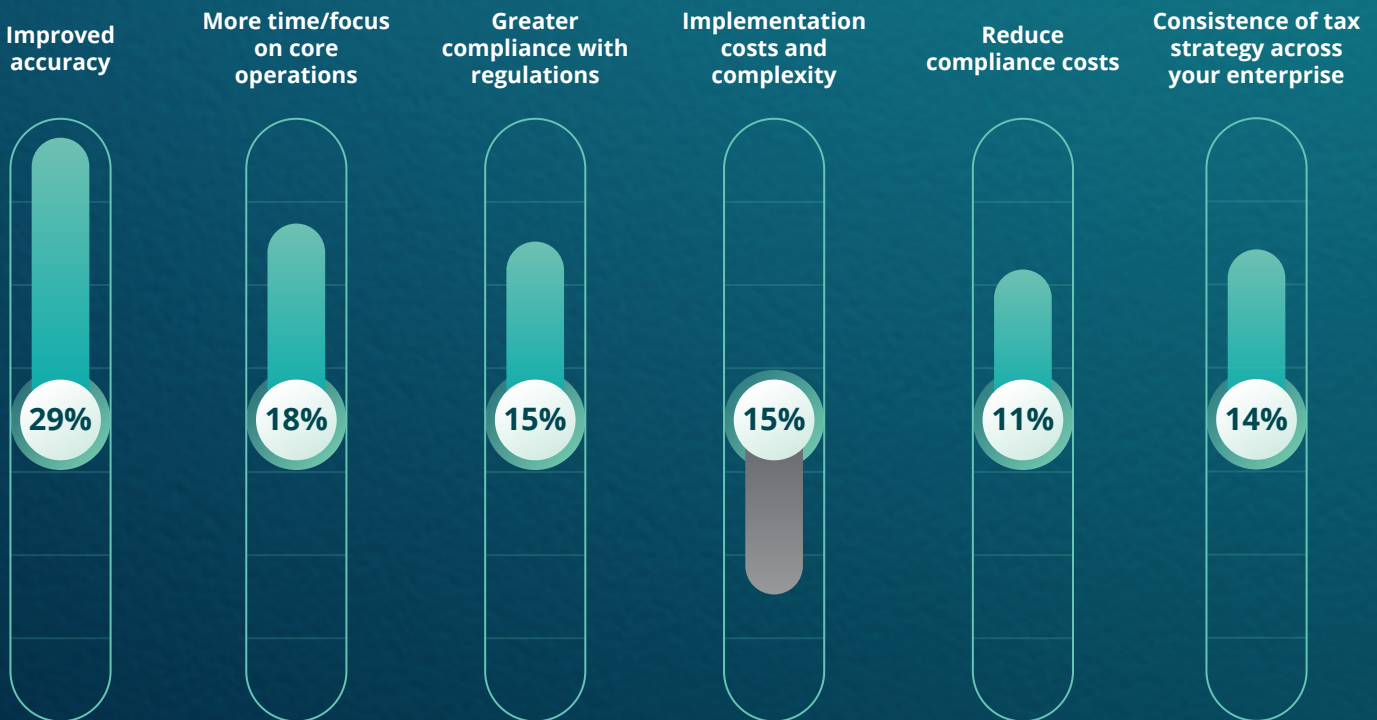 Improved
accuracy
More time/focus
on core
operations
Greater
compliance with
regulations
Implementation
costs and
complexity
Reduce
compliance costs
Consistence of tax
strategy across
your enterprise
29%
18%
15%
15%
11%
14%